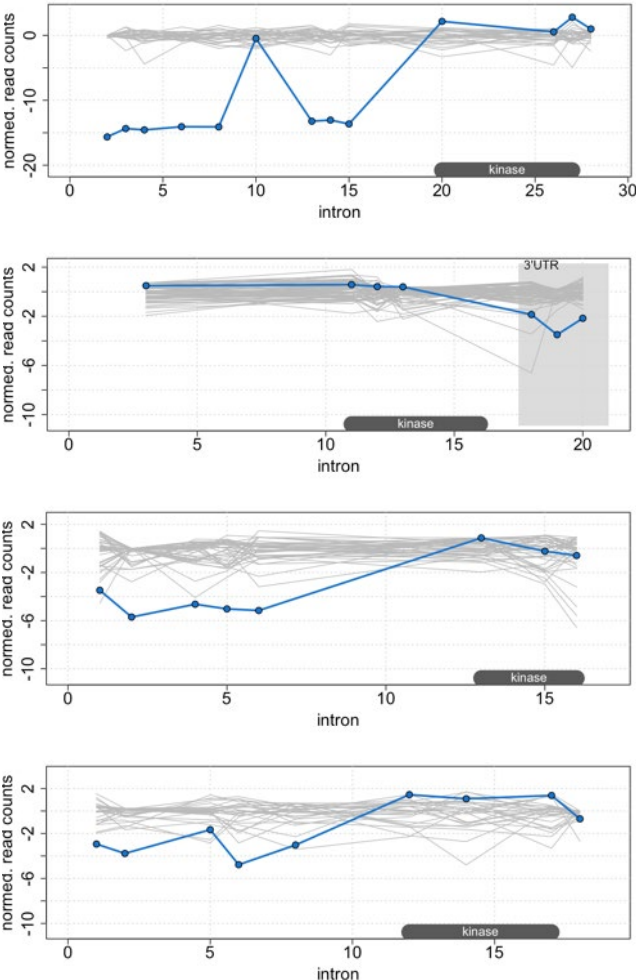 normed. read counts
0
-10
-20
kinase
0 5 10 15 20 25 30
intron
normed. read counts
2
-2
-6
-10
3'UTR
kinase
0 5 10 15 20
intron
normed. read counts
2
-2
-6
-10
kinase
0 5 10 15
intron
normed. read counts
2
-2
-6
-10
kinase
0 5 10 15
intron